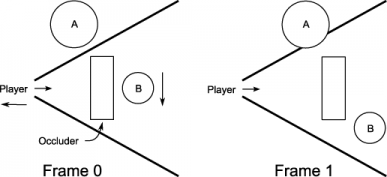 A
Player
B
Occluder
Frame 0
A
Player
B
Frame 1